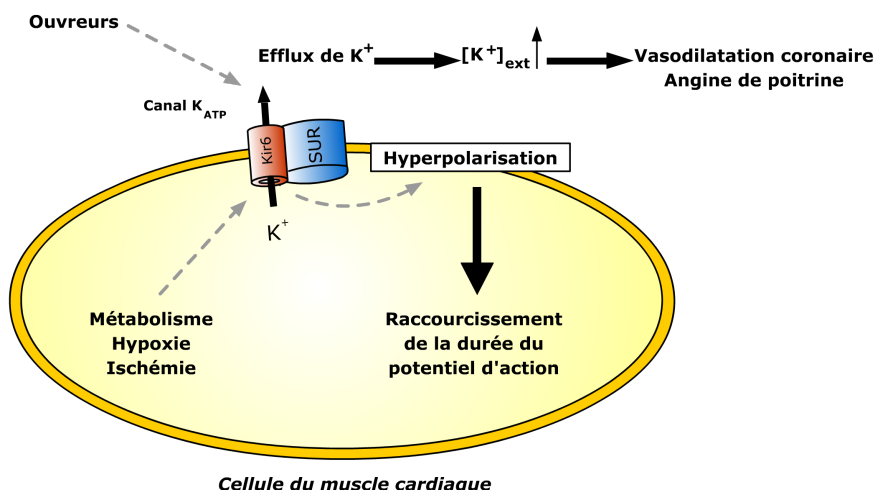 Ouvreurs
Efflux de K+
[K+]ext
Vasodilatation coronaire
Angine de poitrine
Canal KATP
Kir6
SUR
Hyperpolarisation
K+
Métabolisme
Hypoxie
Ischémie
Raccourcissement
de la durée du
potentiel d'action
Cellule du muscle cardiaque